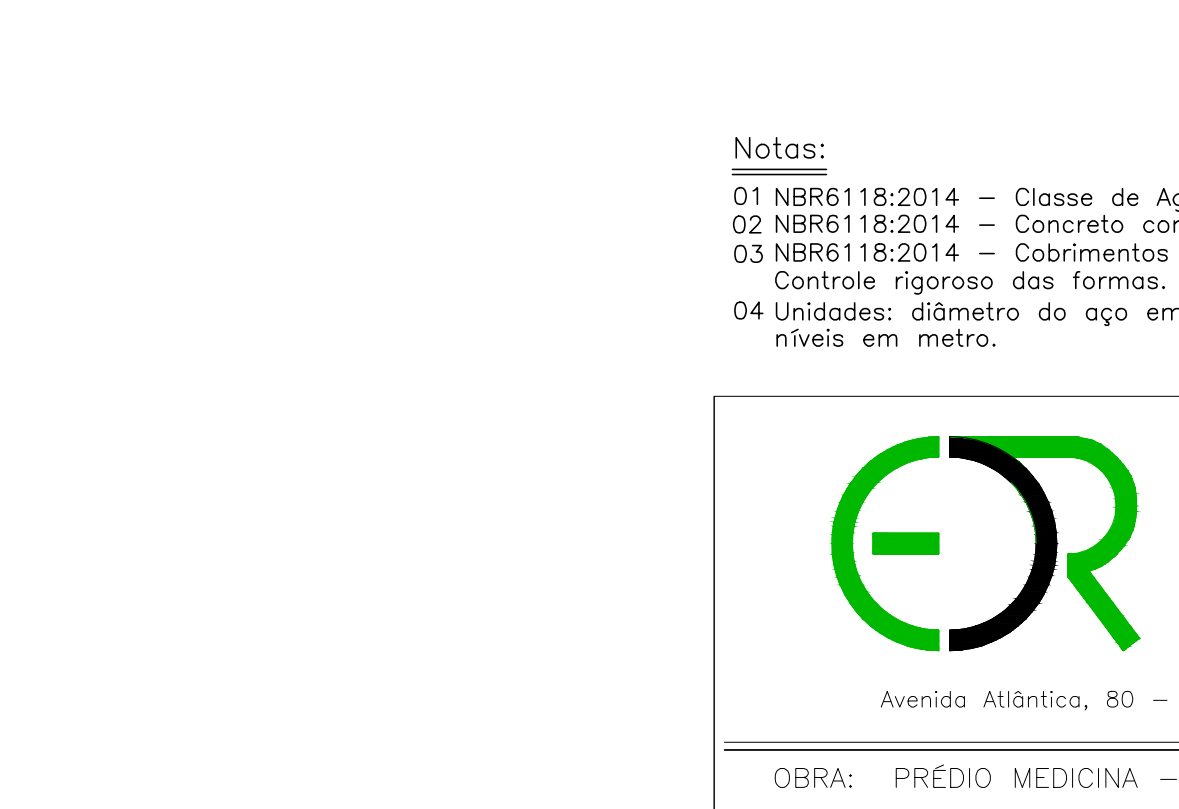 Notas:
01 NBR6118:2014 – Classe de
02 NBR6118:2014 – Concreto
03 NBR6118:2014 – Cobrimentos
Controle rigoroso das formas.
04 Unidades: diâmetro do aço em
níveis em metro.
Avenida Atlântica, 80 –
OBRA: PRÉDIO MEDICINA –